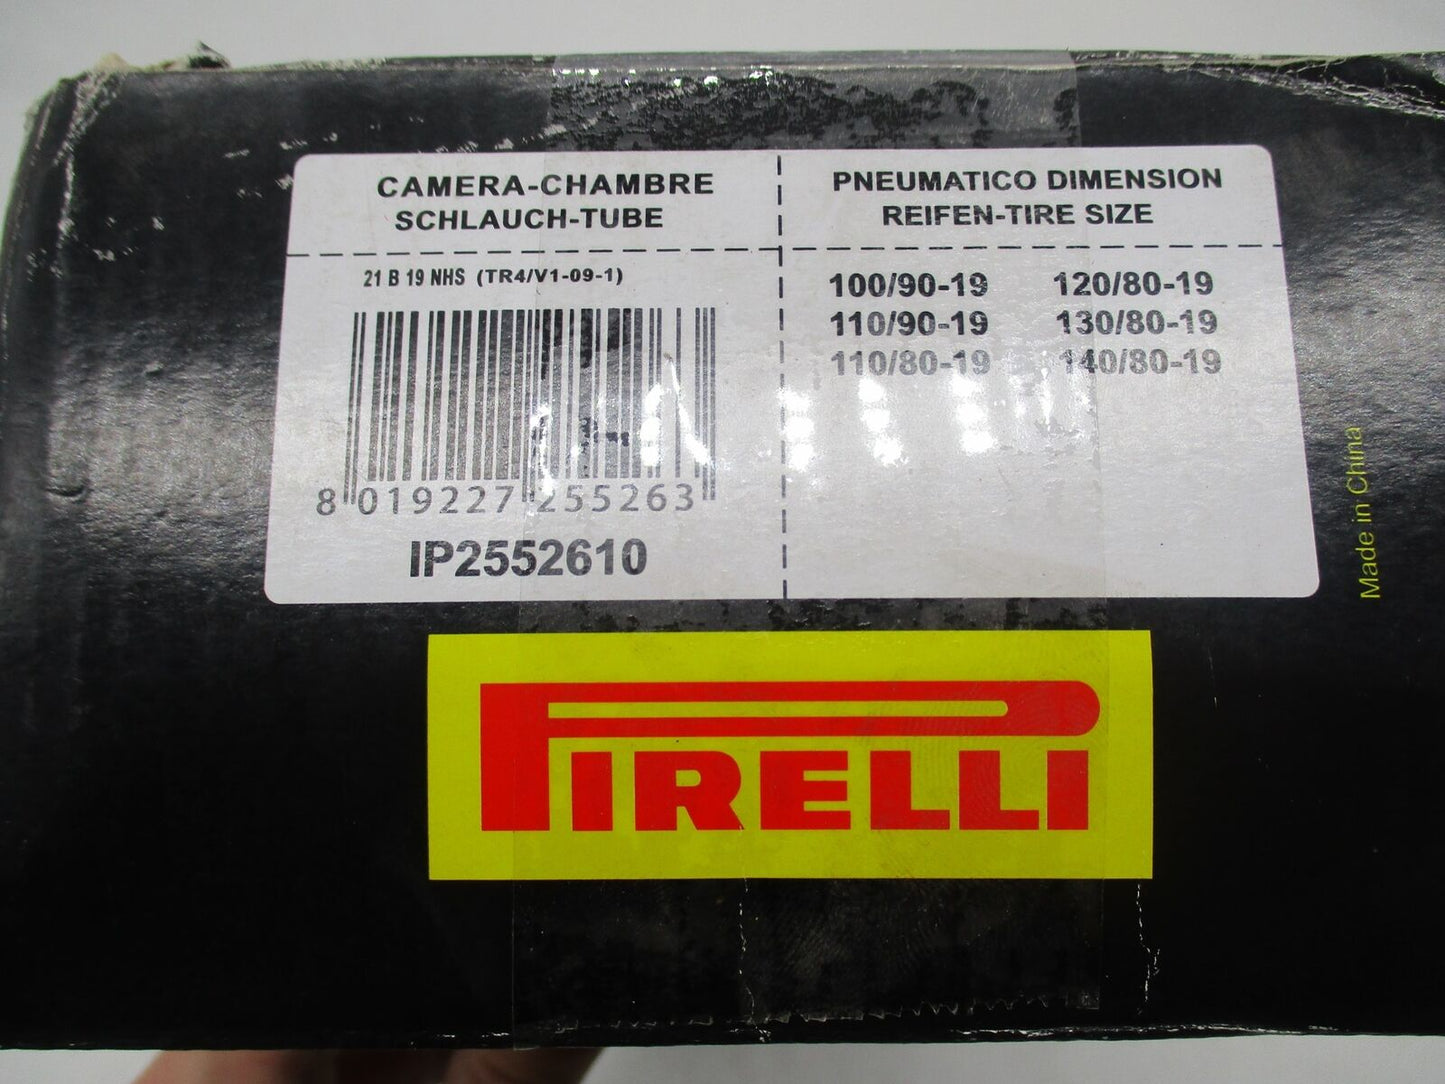 CAMERA-CHAMBRE
SCHLAUCH-TUBE
21 B 19 NHS (TR4/V1-09-1)
8 019227 255263
IP2552610
PNEUMATICO DIMENSION
REIFEN-TIRE SIZE
100/90-19 120/80-19
110/90-19 130/80-19
110/80-19 140/80-19
Made in China
PIRELLI